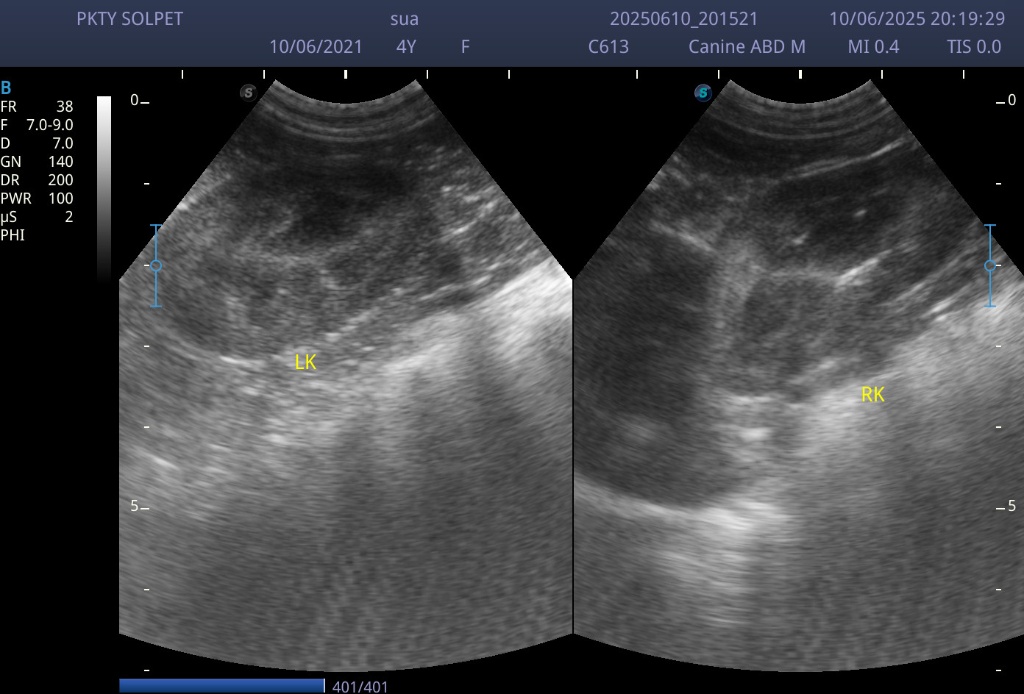 PKTY SOLPET sua 20250610_201521 10/06/2025 20:19:29
10/06/2021 4Y F C613 Canine ABD M MI 0.4 TIS 0.0
B
FR 38
F 7.0-9.0
D 7.0
GN 140
DR 200
PWR 100
µS 2
PHI
0 S S 0
LK
RK
5 5
401/401